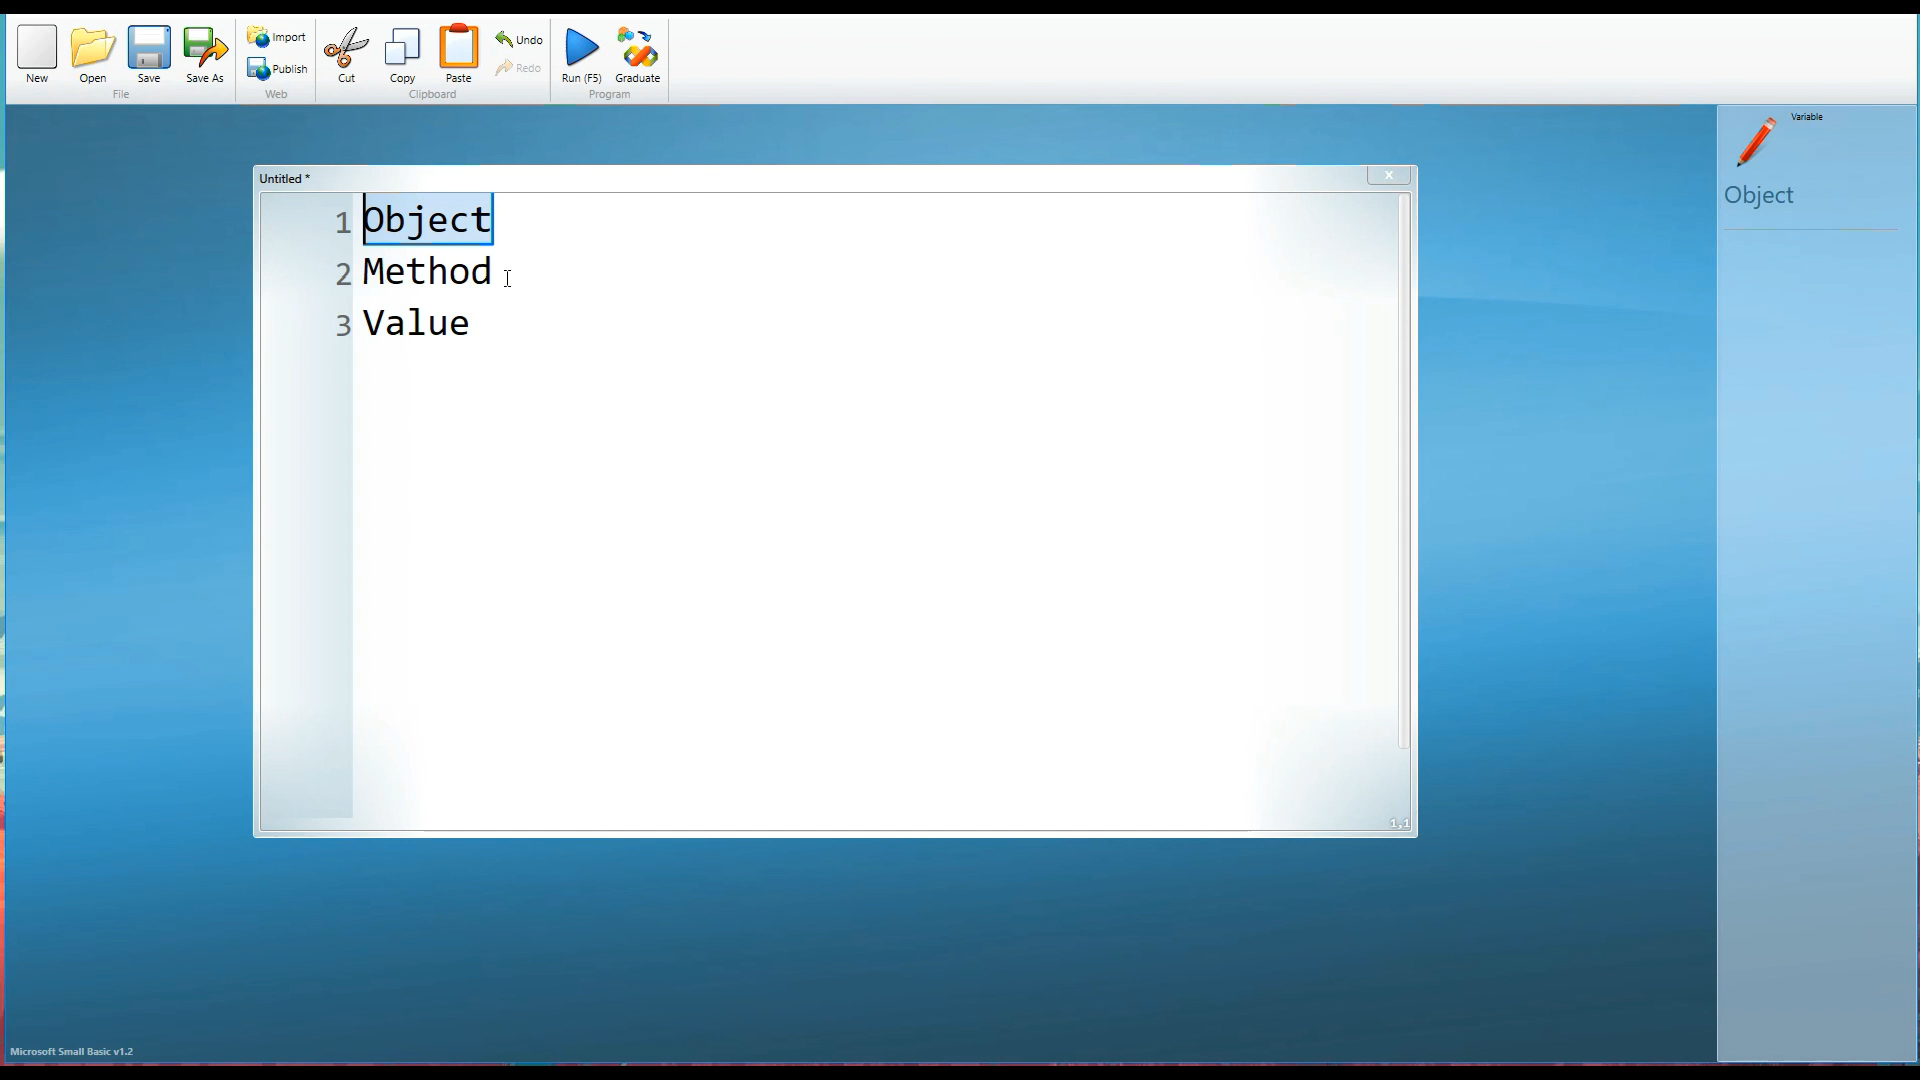 New
Open
Save
Save As
File
Import
Publish
Web
Cut
Copy
Paste
Undo
Redo
Clipboard
Run (F5)
Graduate
Program
Variable
Object
Untitled *
x
1 Object
2 Method
3 Value
1,1
Microsoft Small Basic v1.2